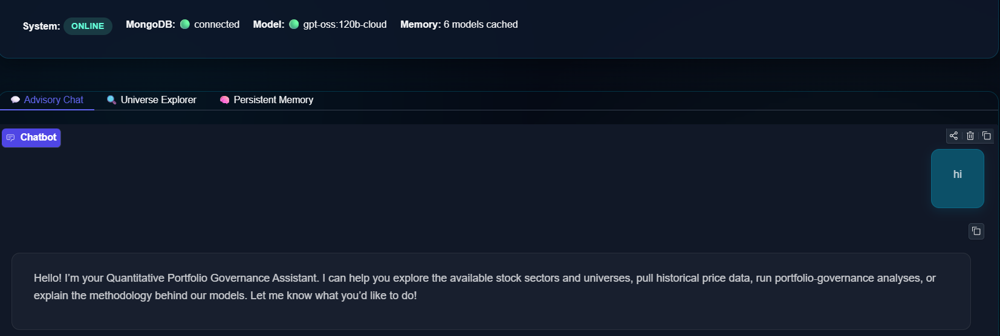 System: ONLINE MongoDB: connected Model: gpt-oss:120b-cloud Memory: 6 models cached
Advisory Chat Universe Explorer Persistent Memory
Chatbot
hi
Hello! I’m your Quantitative Portfolio Governance Assistant. I can help you explore the available stock sectors and universes, pull historical price data, run portfolio-governance analyses, or
explain the methodology behind our models. Let me know what you’d like to do!